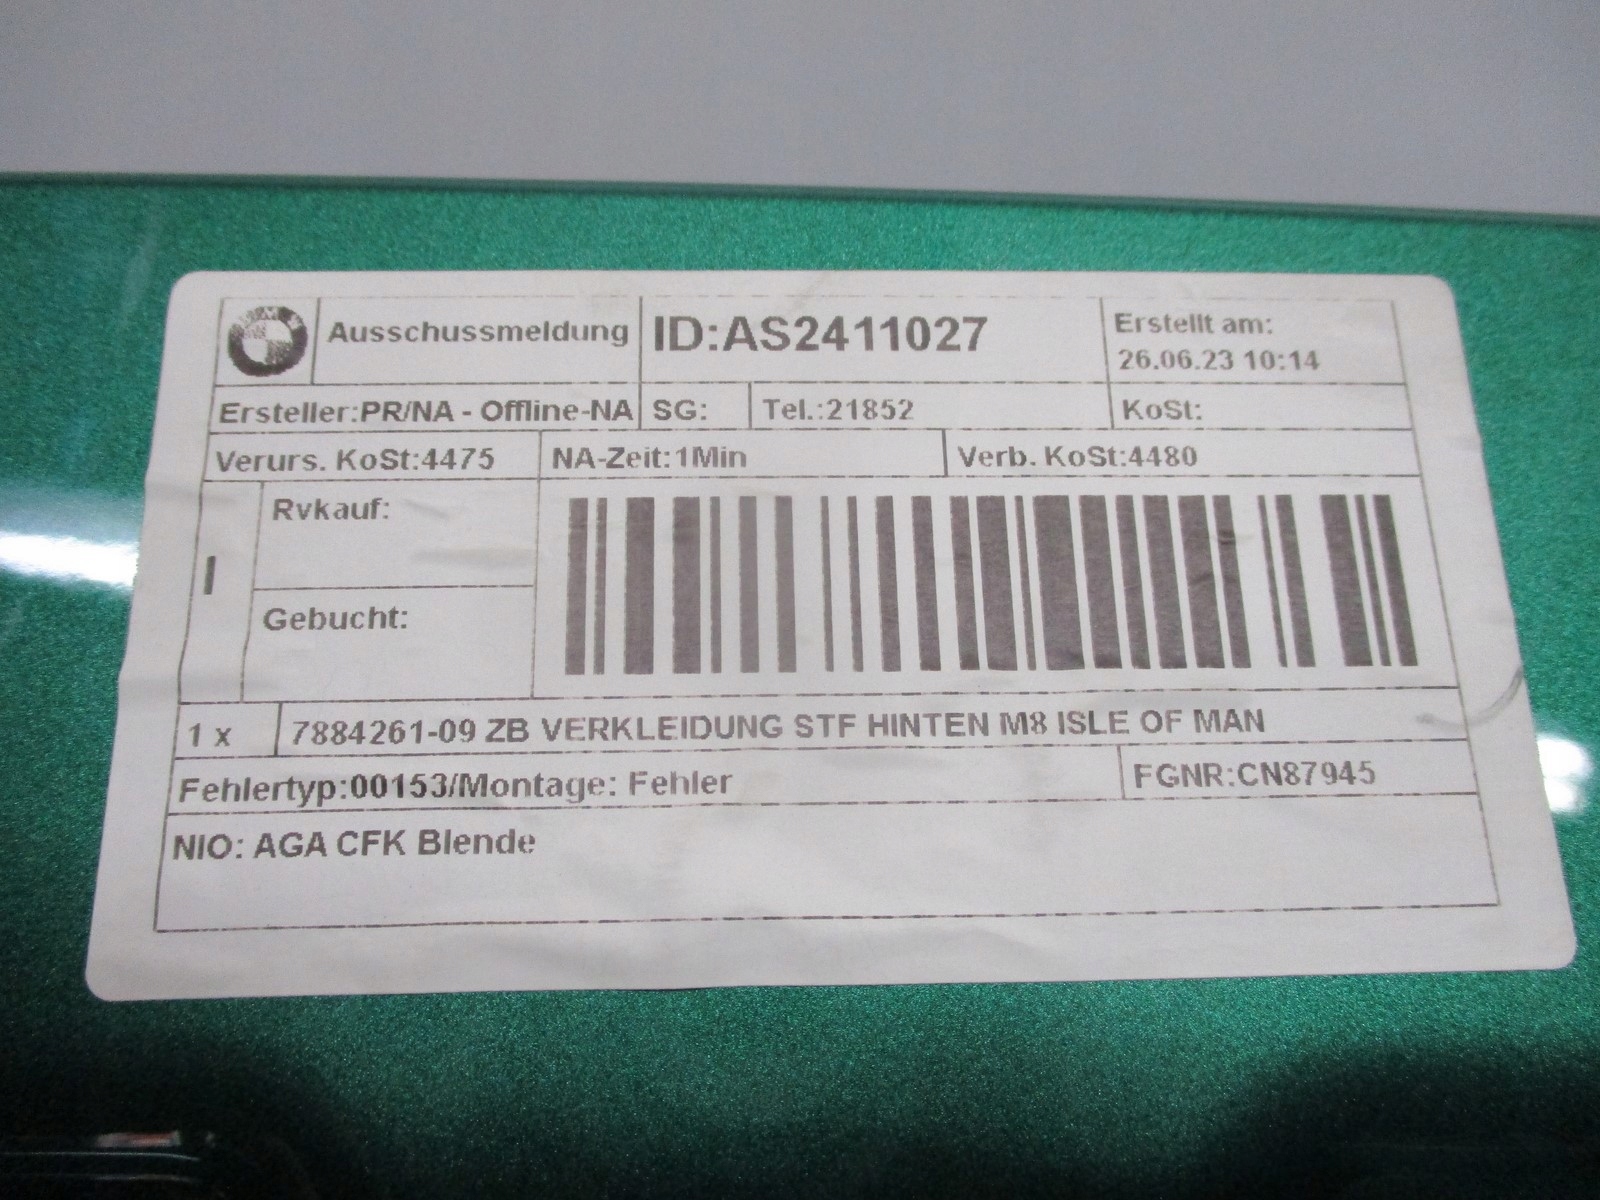 Ausschussmeldung ID:AS2411027 Erstellt am:
26.06.23 10:14
Ersteller:PR/NA - Offline-NA SG: Tel.:21852 KoSt:
Verurs. KoSt:4475 NA-Zeit:1Min Verb. KoSt:4480
Rvkauf:
I
Gebucht:
1 x 7884261-09 ZB VERKLEIDUNG STF HINTEN M8 ISLE OF MAN
Fehlertyp:00153/Montage: Fehler FGNR:CN87945
NIO: AGA CFK Blende